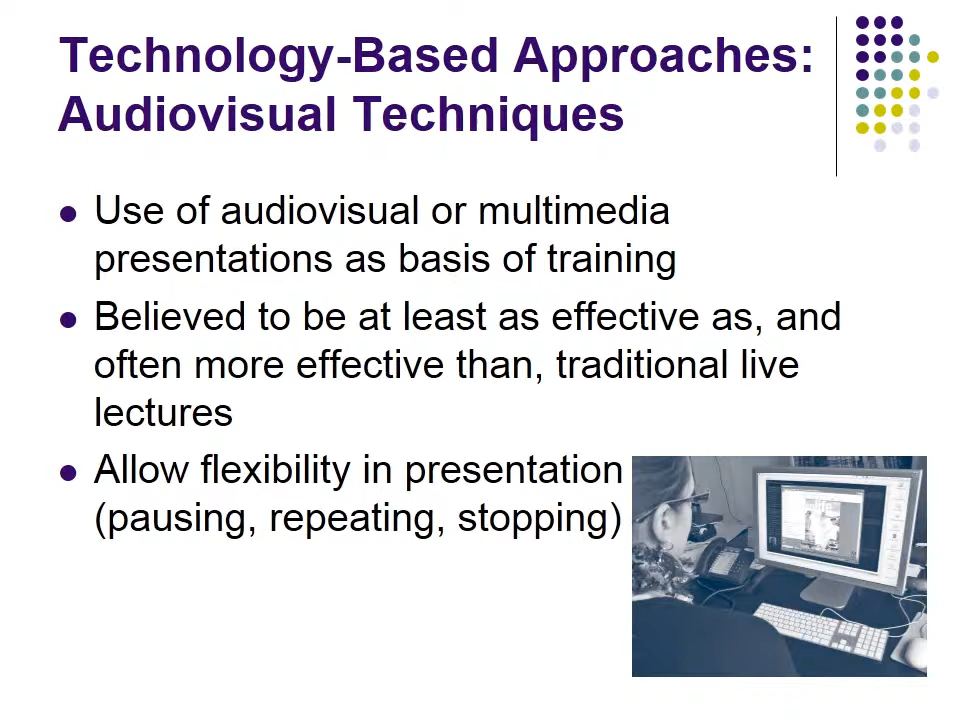 Technology-Based Approaches:
Audiovisual Techniques
Use of audiovisual or multimedia
presentations as basis of training
Believed to be at least as effective as, and
often more effective than, traditional live
lectures
Allow flexibility in presentation
(pausing, repeating, stopping)